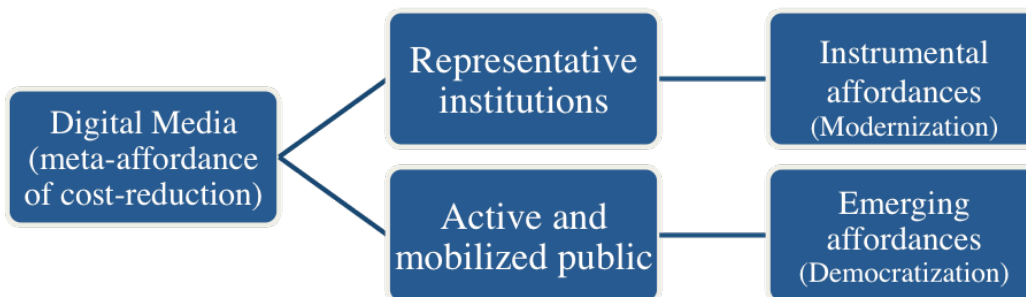 Digital Media
(meta-affordance
of cost-reduction)
Representative
institutions
Instrumental
affordances
(Modernization)
Active and
mobilized public
Emerging
affordances
(Democratization)